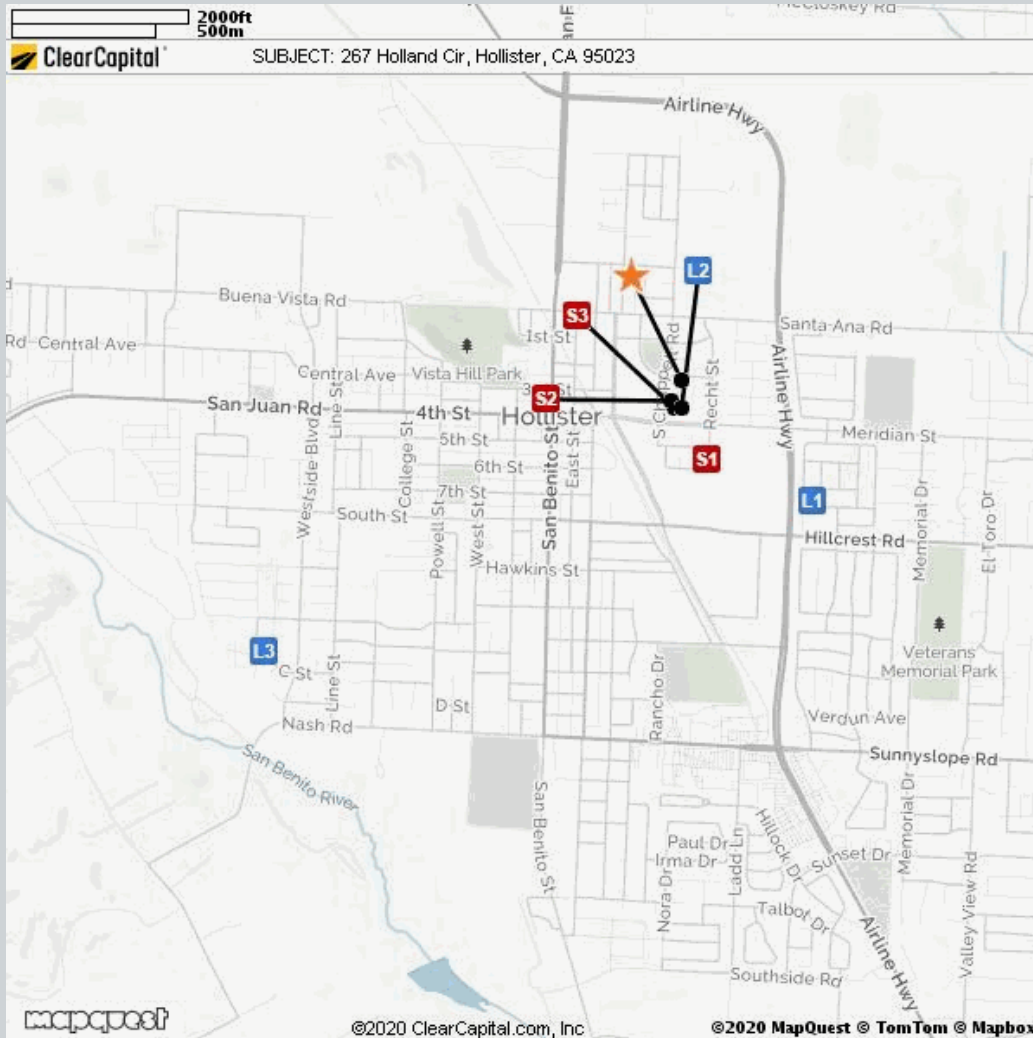 2000ft
500m
ClearCapital
SUBJECT: 267 Holland Cir, Hollister, CA 95023
McCloskey Rd
Airline Hwy
L2
Buena Vista Rd
S3
Santa Ana Rd
1st St
Rd
Central Ave
Central Ave
Vista Hill Park
Recht St
Airline Hwy
S2
San Juan Rd
4th St
Hollister
Line St
Meridian St
5th St
East St
College St
S1
6th St
Westside Blvd
7th St
L1
Memorial Dr
El Toro Dr
South St
West St
San Benito St
Powell St
Hillcrest Rd
Hawkins St
L3
C St
Line St
Rancho Dr
Veterans
Memorial Park
D St
Nash Rd
Verdun Ave
Sunnyslope Rd
San Benito River
San Benito St
Memorial Dr
Paul Dr
Irma Dr
Ladd Ln
Hillock Dr
Sunset Dr
Nora Dr
Talbot Dr
Valley View Rd
Airline Hwy
Southside Rd
mapquest
©2020 ClearCapital.com, Inc
©2020 MapQuest © TomTom © Mapbox